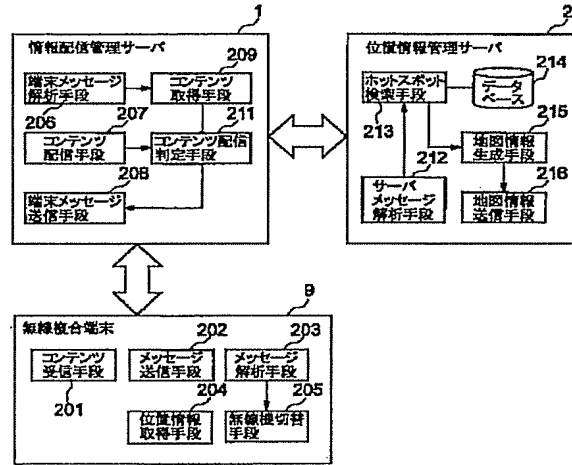 1
情報配信管理サーバ
209
端末メッセージ
解析手段
コンテンツ
取得手段
206
207
211
コンテンツ
配信手段
コンテンツ配信
判定手段
208
端末メッセージ
送信手段
2
位置情報管理サーバ
214
ホットスポット
検索手段
データ
ベース
213
215
地図情報
生成手段
212
216
サーバ
メッセージ
解析手段
地図情報
送信手段
9
無線複合端末
202
203
コンテンツ
受信手段
メッセージ
送信手段
メッセージ
解析手段
201
204
205
位置情報
取得手段
無線機切替
手段